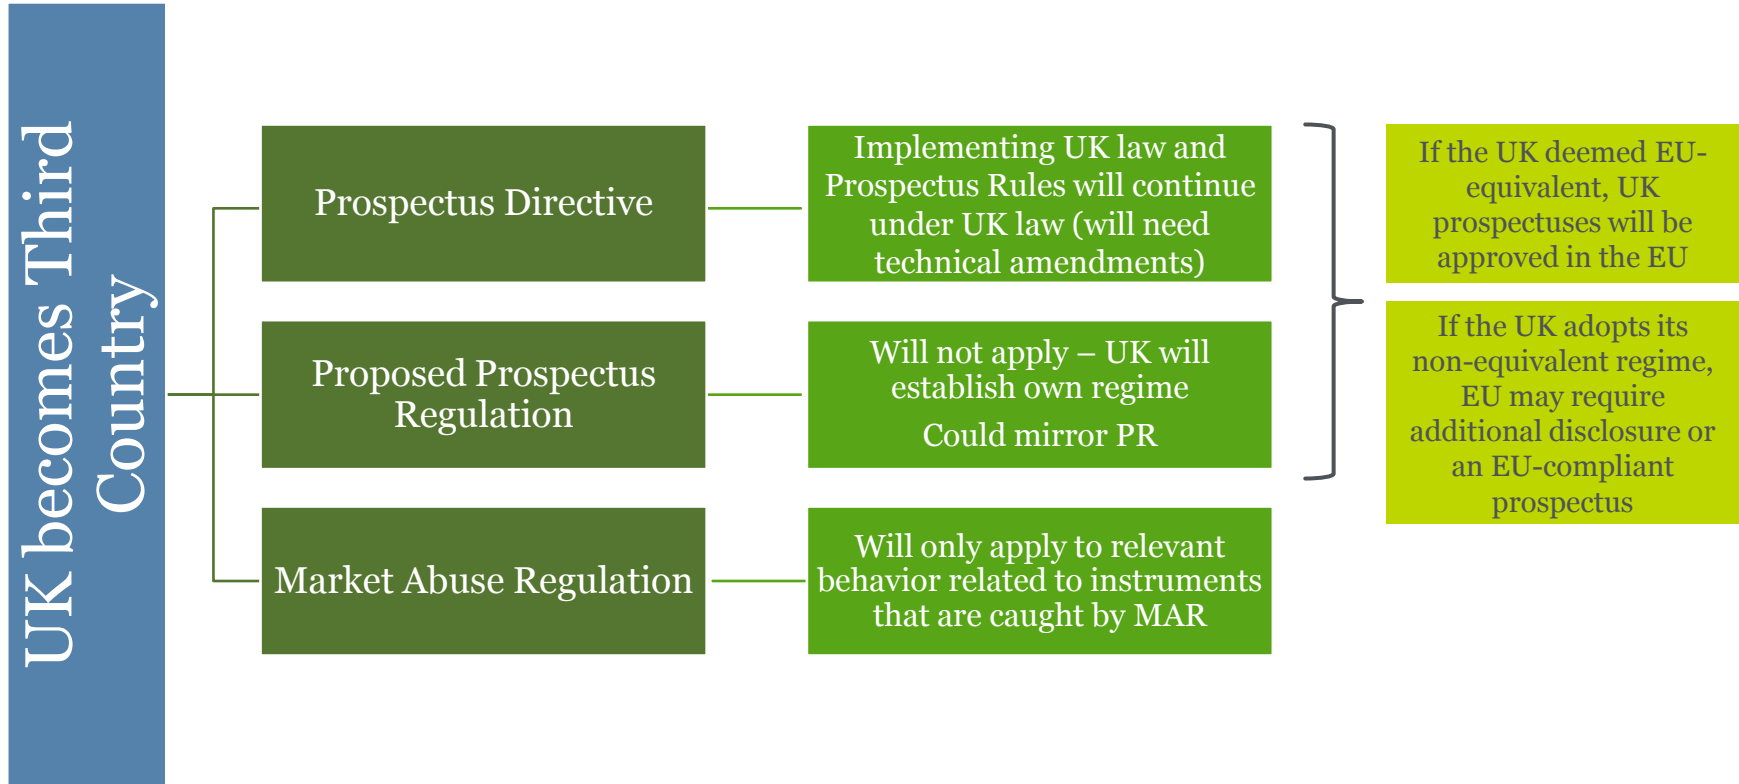 UK becomes Third
Country
Prospectus Directive
Implementing UK law and
Prospectus Rules will continue
under UK law (will need
technical amendments)
Proposed Prospectus
Regulation
Will not apply – UK will
establish own regime
Could mirror PR
Market Abuse Regulation
Will only apply to relevant
behavior related to instruments
that are caught by MAR
If the UK deemed EU-
equivalent, UK
prospectuses will be
approved in the EU
If the UK adopts its
non-equivalent regime,
EU may require
additional disclosure or
an EU-compliant
prospectus